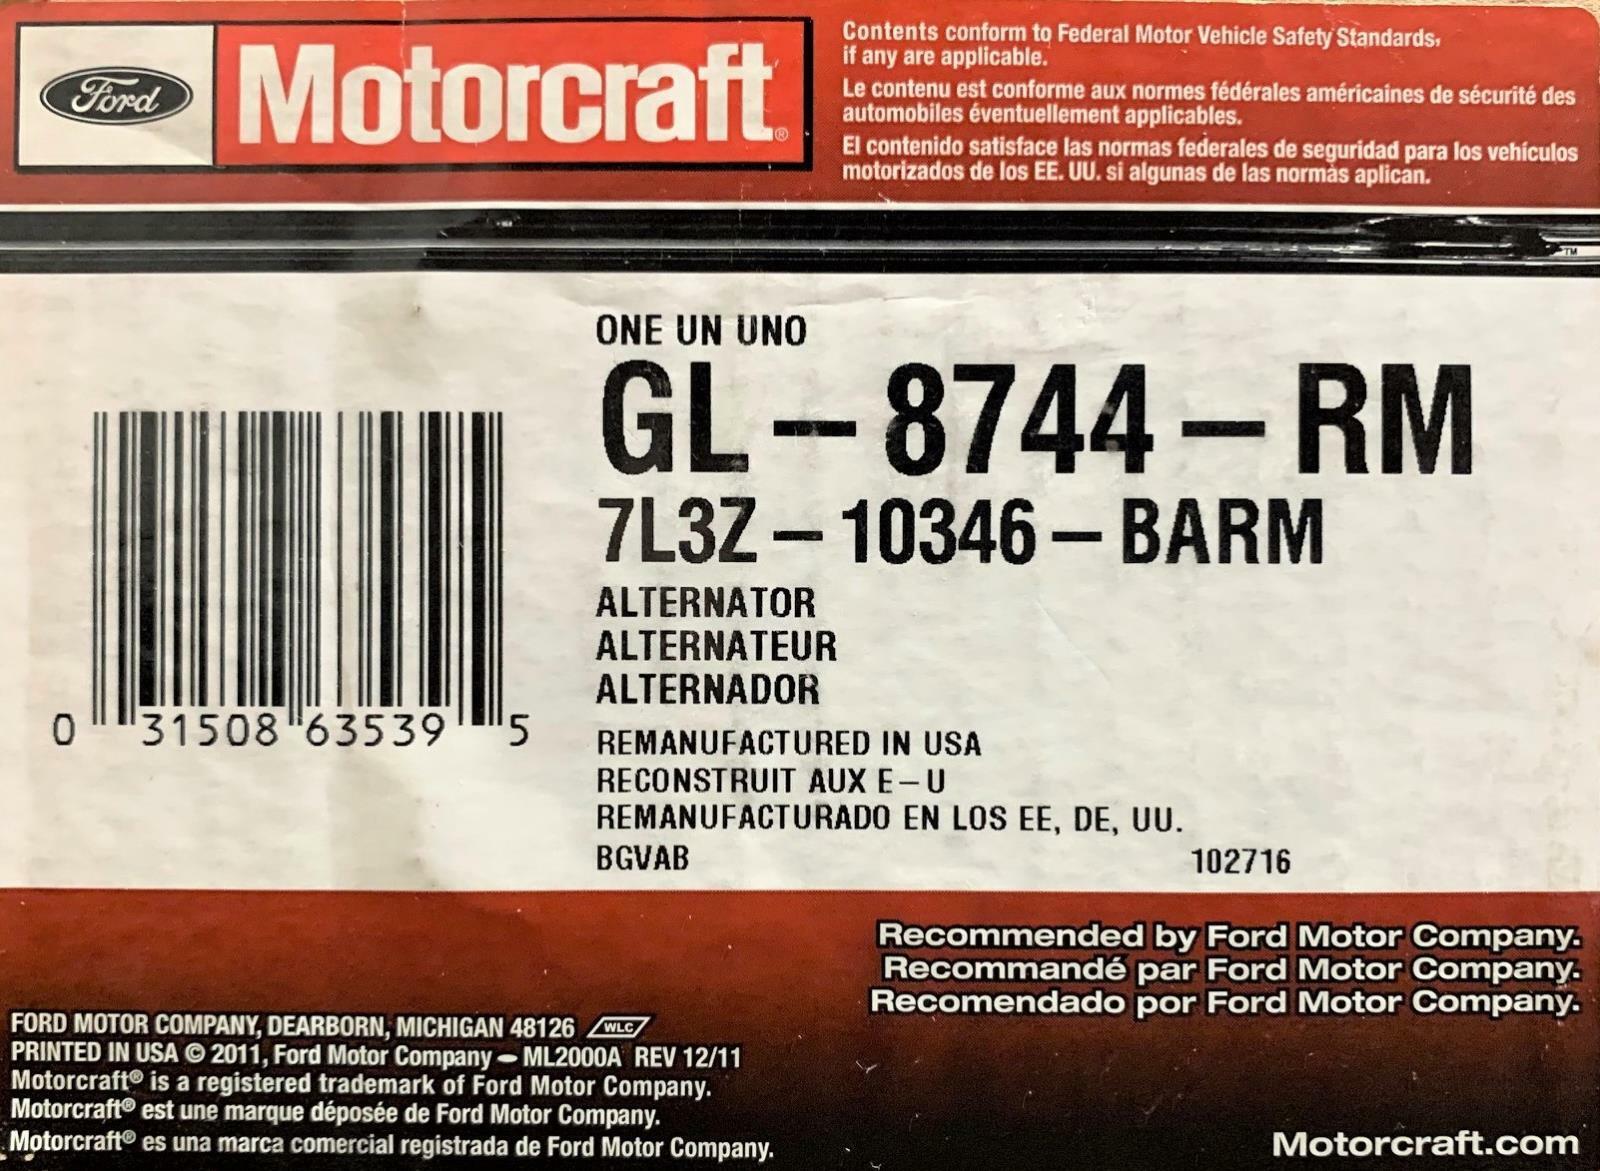 Ford
Motorcraft®
Contents conform to Federal Motor Vehicle Safety Standards,
if any are applicable.
Le contenu est conforme aux normes fédérales américaines de sécurité des
automobiles éventuellement applicables.
El contenido satisface las normas federales de seguridad para los vehículos
motorizados de los EE. UU. si algunas de las normas aplican.
TM
ONE UN UNO
GL-8744-RM
7L3Z-10346-BARM
ALTERNATOR
ALTERNATEUR
ALTERNADOR
0 31508 63539 5
REMANUFACTURED IN USA
RECONSTRUIT AUX E-U
REMANUFACTURADO EN LOS EE, DE, UU.
BGVAB 102716
Recommended by Ford Motor Company.
Recommandé par Ford Motor Company.
Recomendado por Ford Motor Company.
FORD MOTOR COMPANY, DEARBORN, MICHIGAN 48126 WLC
PRINTED IN USA © 2011, Ford Motor Company - ML2000A REV 12/11
Motorcraft® is a registered trademark of Ford Motor Company.
Motorcraft® est une marque déposée de Ford Motor Company.
Motorcraft® es una marca comercial registrada de Ford Motor Company.
Motorcraft.com